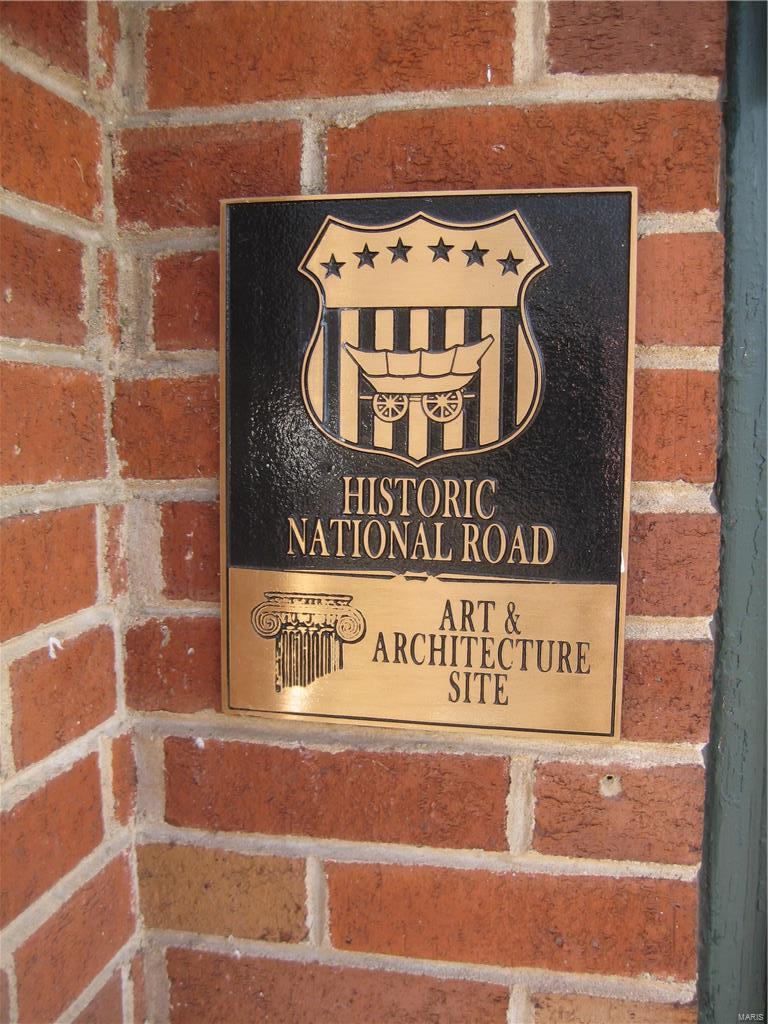 HISTORIC
NATIONAL ROAD
ART &
ARCHITECTURE
SITE
MARIS